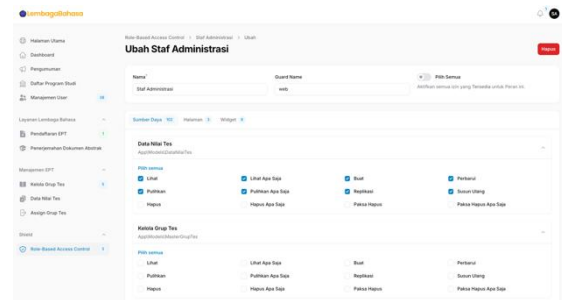 LembagaBahasa
SA
Halaman Utama
Dashboard
Pengumuman
Daftar Program Studi
Manajemen User
Layanan Lembaga Bahasa
Pendaftaran EPT 1
Penerjemahan Dokumen Abstrak
Manajemen EPT
Kelola Grup Tes
Data Nilai Tes
Assign Grup Tes
Shield
Role-Based Access Control 3
Role-Based Access Control > Staf Administrasi > Ubah
Ubah Staf Administrasi
Hapus
Nama*
Staf Administrasi
Guard Name
web
Pilih Semua
Aktifkan semua izin yang Tersedia untuk Peran ini.
Sumber Daya 102 Halaman 3 Widget 6
Data Nilai Tes
App\Models\DataNilaiTes
Pilih semua
Lihat Lihat Apa Saja Buat Perbarui
Pulihkan Pulihkan Apa Saja Replikasi Susun Ulang
Hapus Hapus Apa Saja Paksa Hapus Paksa Hapus Apa Saja
Kelola Grup Tes
App\Models\MasterGrupTes
Pilih semua
Lihat Lihat Apa Saja Buat Perbarui
Pulihkan Pulihkan Apa Saja Replikasi Susun Ulang
Hapus Hapus Apa Saja Paksa Hapus Paksa Hapus Apa Saja